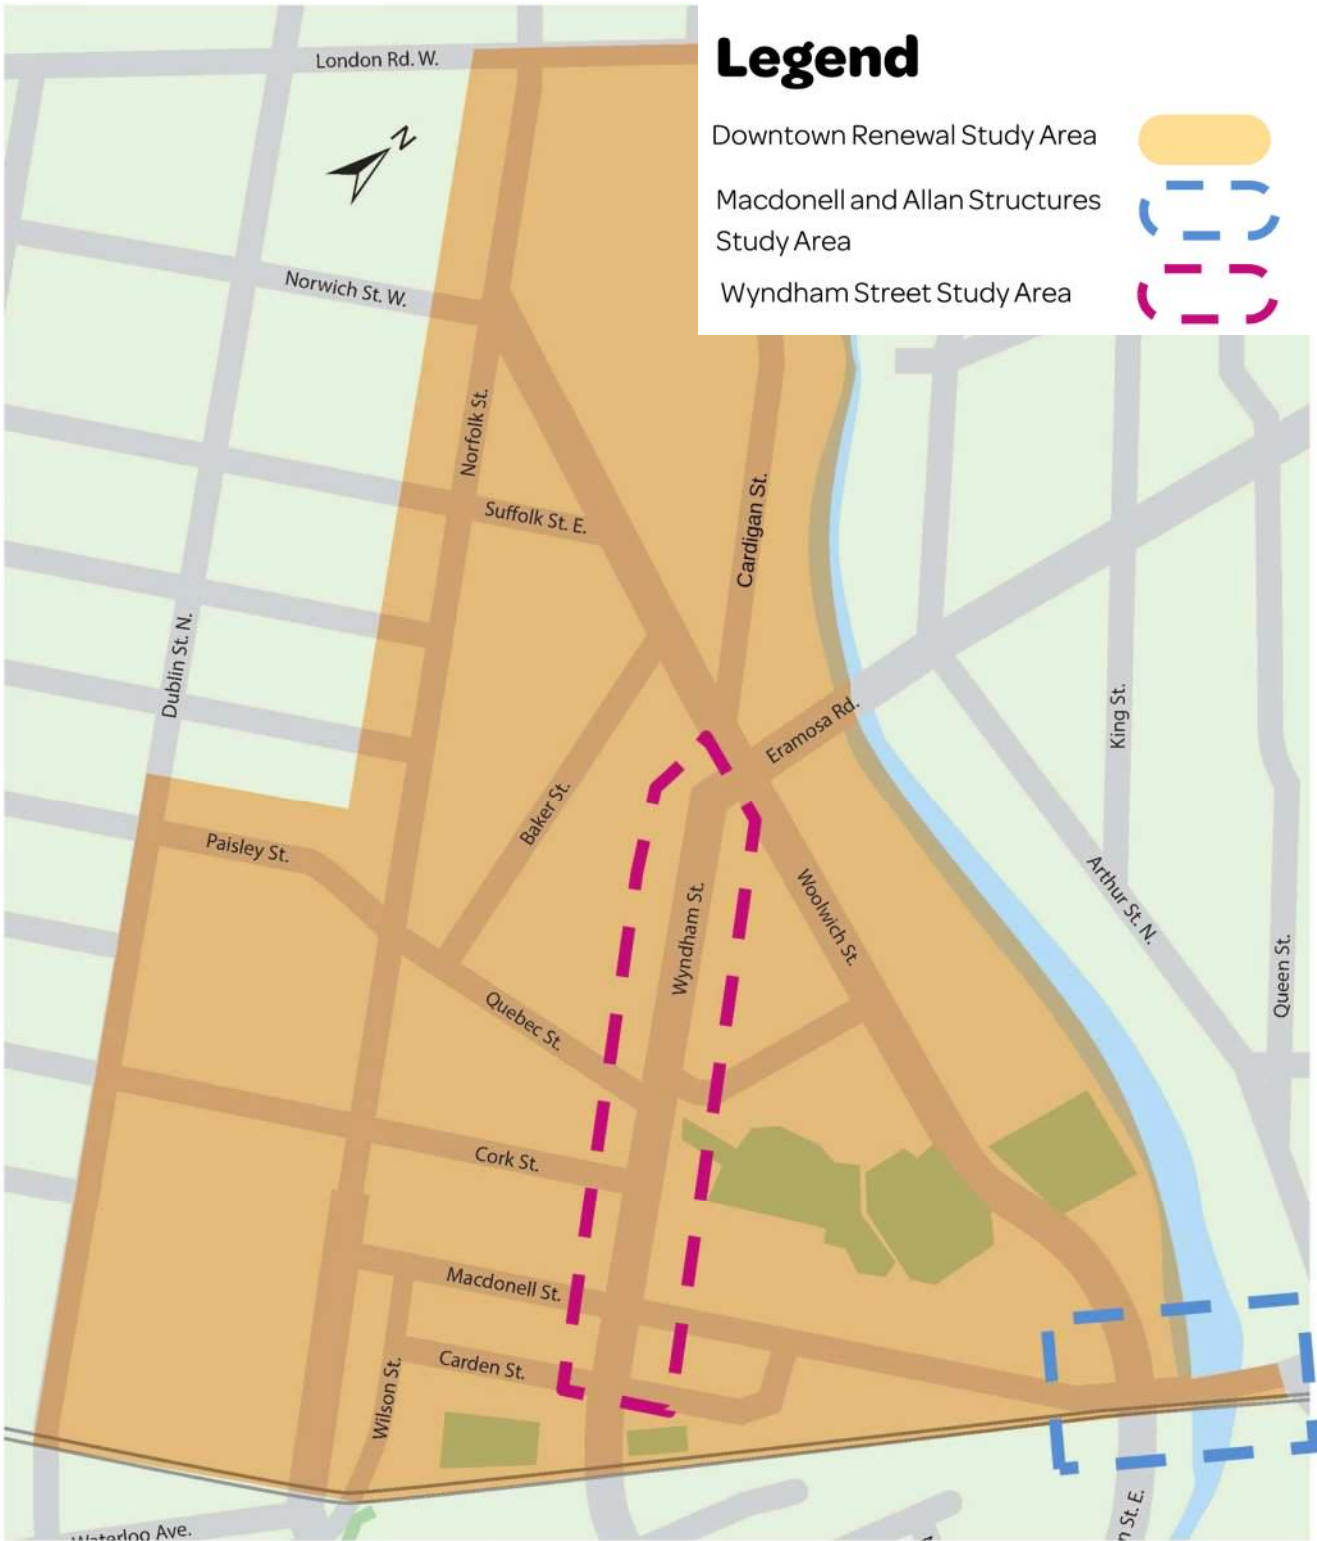 Legend
Downtown Renewal Study Area
Macdonell and Allan Structures
Study Area
Wyndham Street Study Area
London Rd. W.
N
Norwich St. W.
Norfolk St.
Suffolk St. E.
Cardigan St.
Dublin St. N.
Eramosa Rd.
King St.
Baker St.
Paisley St.
Woolwich St.
Arthur St. N.
Wyndham St.
Queen St.
Quebec St.
Cork St.
Macdonell St.
Carden St.
Wilson St.
St. E.
Ave.